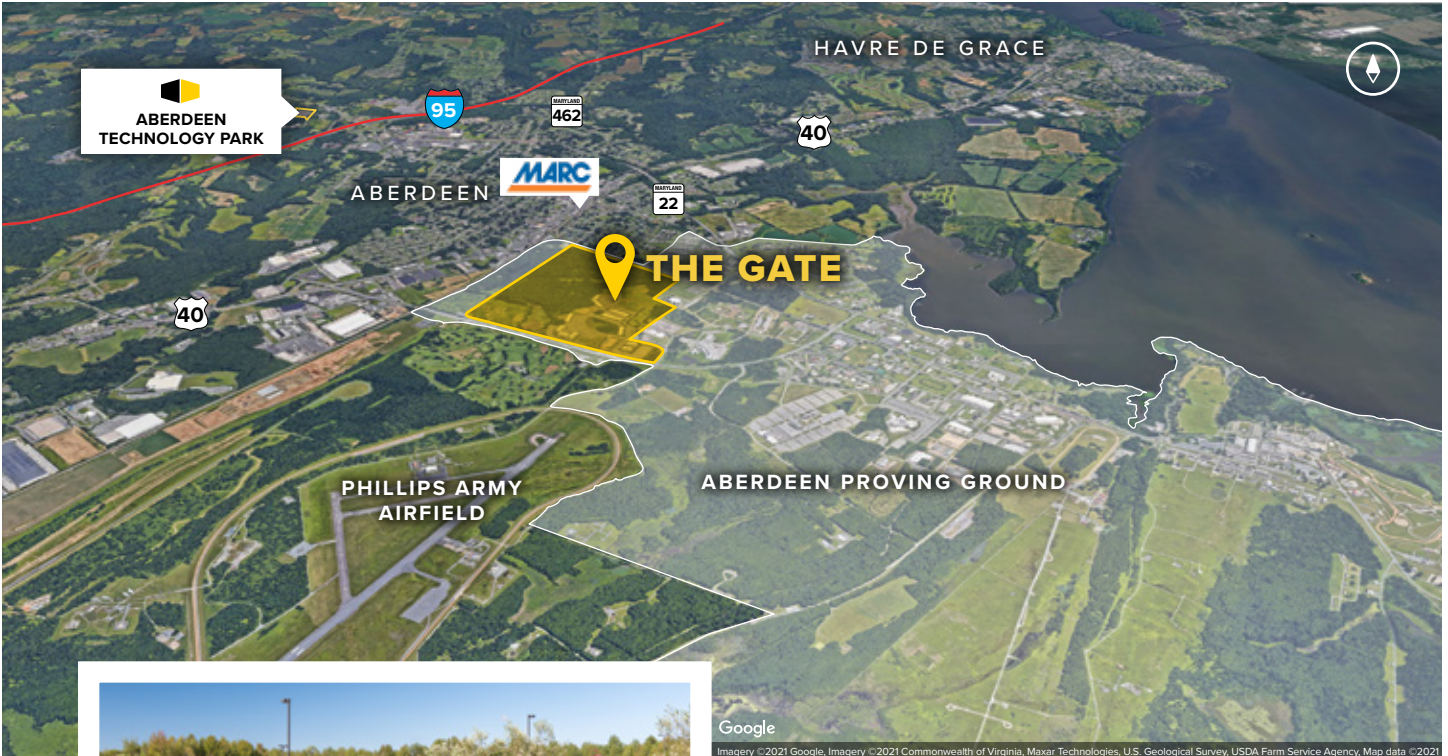 HAVRE DE GRACE
ABERDEEN
TECHNOLOGY PARK
95
MARYLAND
462
40
MARC
ABERDEEN
MARYLAND
22
THE GATE
40
PHILLIPS ARMY
AIRFIELD
ABERDEEN PROVING GROUND
Google
Imagery ©2021 Google, Imagery ©2021 Commonwealth of Virginia, Maxar Technologies, U.S. Geological Survey, USDA Farm Service Agency, Map data ©2021